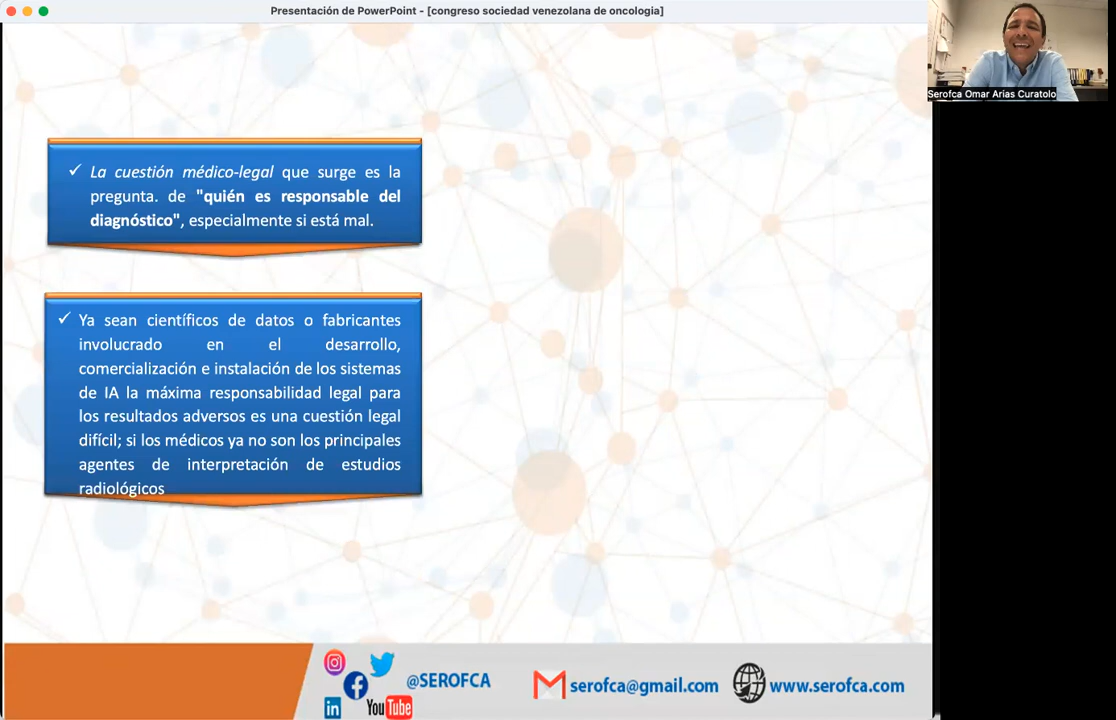 Presentación de PowerPoint - [congreso sociedad venezolana de oncologia]
Serofca Omar Arias Curatolo
✓ La cuestión médico-legal que surge es la
pregunta. de "quién es responsable del
diagnóstico", especialmente si está mal.
✓ Ya sean científicos de datos o fabricantes
involucrado en el desarrollo,
comercialización e instalación de los sistemas
de IA la máxima responsabilidad legal para
los resultados adversos es una cuestión legal
difícil; si los médicos ya no son los principales
agentes de interpretación de estudios
radiológicos
in
YouTube
@SEROFCA
serofca@gmail.com
www.serofca.com